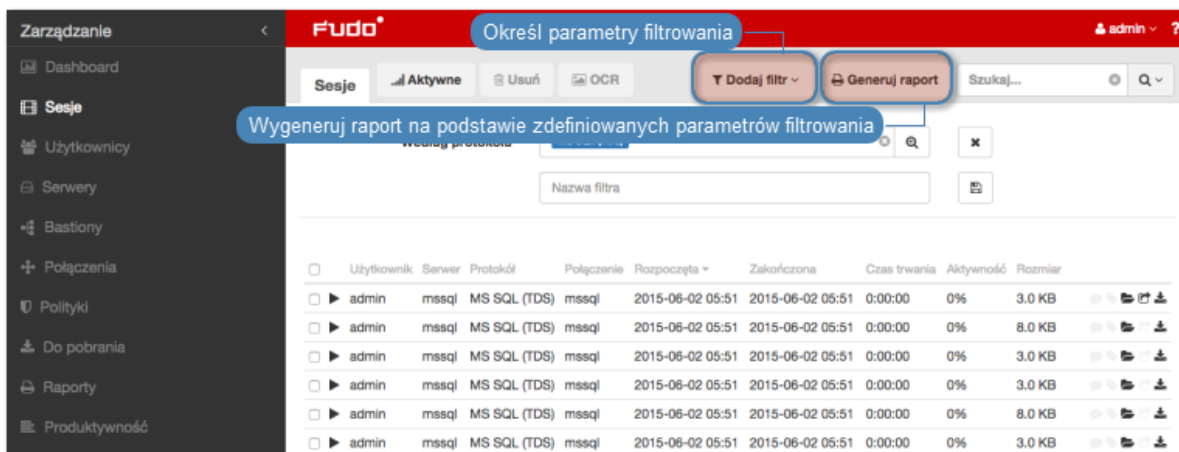 Zarządzanie
Fudo
Określ parametry filtrowania
admin
?
Dashboard
Sesje
Aktywne
Usuń
OCR
Dodaj filtr
Generuj raport
Szukaj...
Sesje
Wygeneruj raport na podstawie zdefiniowanych parametrów filtrowania
Użytkownicy
Nazwa filtra
Serwery
Bastiony
Połączenia
Użytkownik Serwer Protokół Połączenie Rozpoczęta Zakończona Czas trwania Aktywność Rozmiar
admin mssql MS SQL (TDS) mssql 2015-06-02 05:51 2015-06-02 05:51 0:00:00 0% 3.0 KB
Polityki
admin mssql MS SQL (TDS) mssql 2015-06-02 05:51 2015-06-02 05:51 0:00:00 0% 8.0 KB
Do pobrania
admin mssql MS SQL (TDS) mssql 2015-06-02 05:51 2015-06-02 05:51 0:00:00 0% 3.0 KB
Raporty
admin mssql MS SQL (TDS) mssql 2015-06-02 05:51 2015-06-02 05:51 0:00:00 0% 3.0 KB
admin mssql MS SQL (TDS) mssql 2015-06-02 05:51 2015-06-02 05:51 0:00:00 0% 8.0 KB
Produktywność
admin mssql MS SQL (TDS) mssql 2015-06-02 05:51 2015-06-02 05:51 0:00:00 0% 3.0 KB